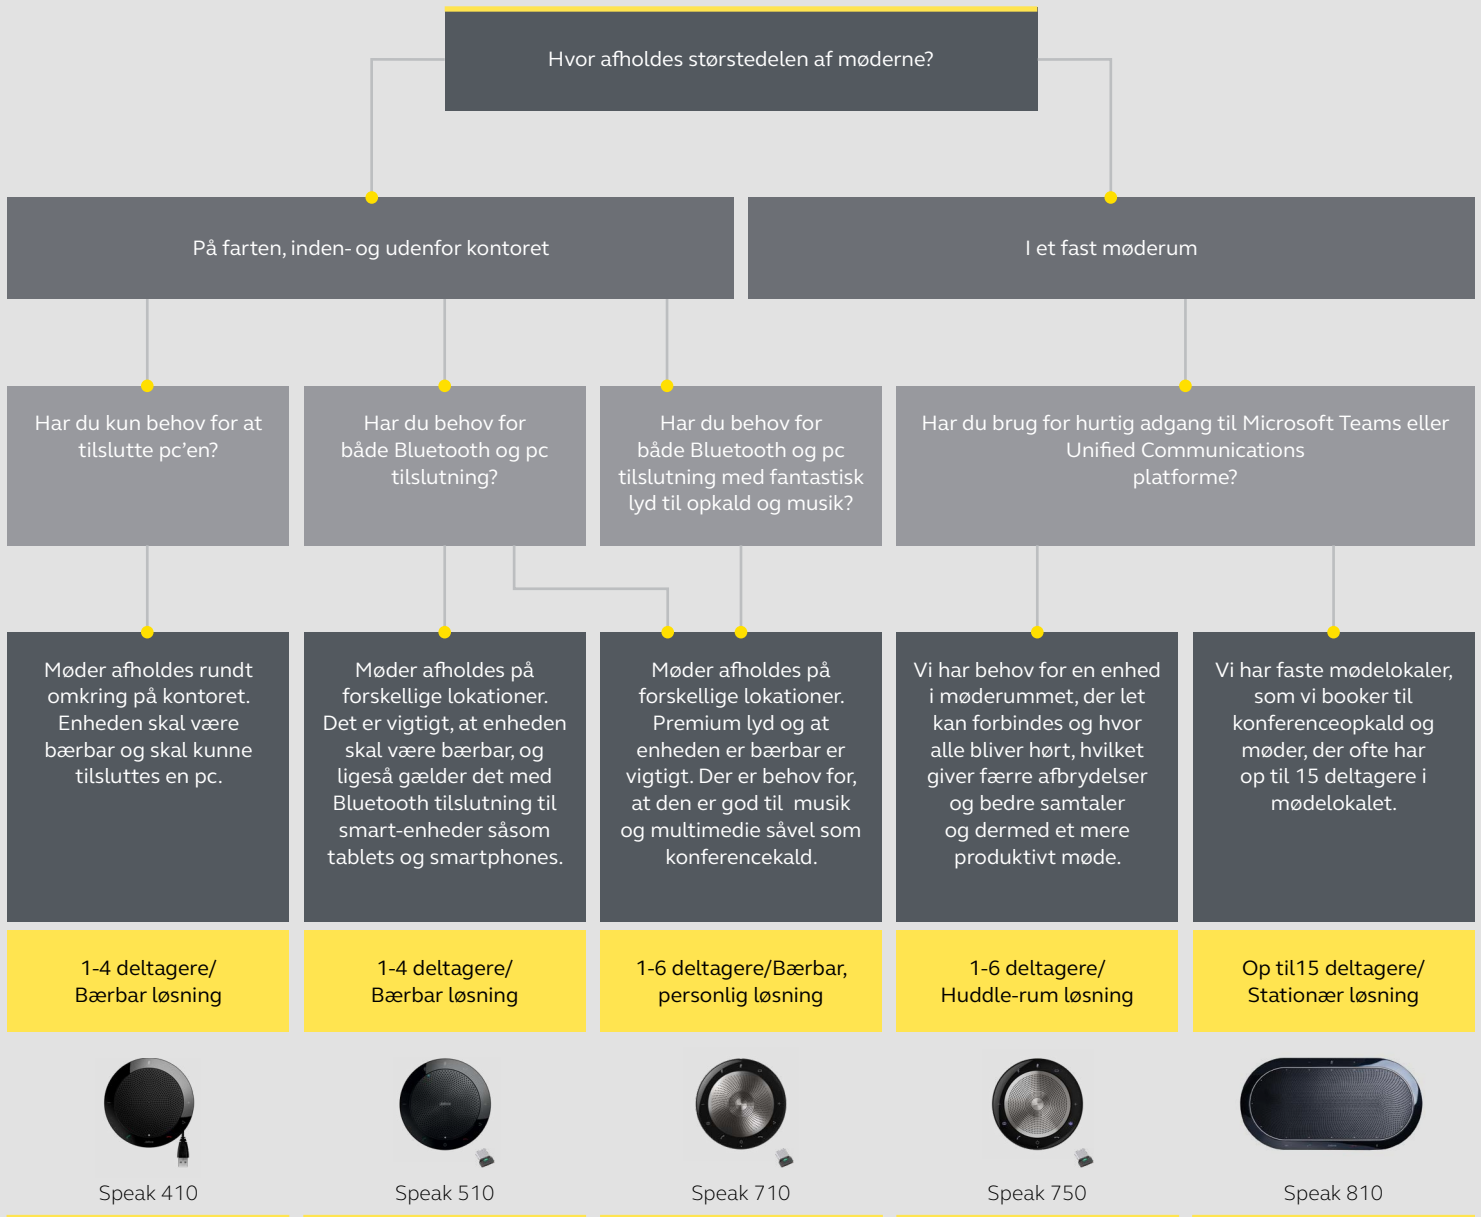 Hvor afholdes størstedelen af møderne?
På farten, inden- og udenfor kontoret
I et fast møderum
Har du kun behov for at
tilslutte pc'en?
Har du behov for
både Bluetooth og pc
tilslutning?
Har du behov for
både Bluetooth og pc
tilslutning med fantastisk
lyd til opkald og musik?
Har du brug for hurtig adgang til Microsoft Teams eller
Unified Communications
platforme?
Møder afholdes rundt
omkring på kontoret.
Enheden skal være
bærbar og skal kunne
tilsluttes en pc.
Møder afholdes på
forskellige lokationer.
Det er vigtigt, at enheden
skal være bærbar, og
ligeså gælder det med
Bluetooth tilslutning til
smart-enheder såsom
tablets og smartphones.
Møder afholdes på
forskellige lokationer.
Premium lyd og at
enheden er bærbar er
vigtigt. Der er behov for,
at den er god til  musik
og multimedie såvel som
konferencekald.
Vi har behov for en enhed
i møderummet, der let
kan forbindes og hvor
alle bliver hørt, hvilket
giver færre afbrydelser
og bedre samtaler
og dermed et mere
produktivt møde.
Vi har faste mødelokaler,
som vi booker til
konferenceopkald og
møder, der ofte har
op til 15 deltagere i
mødelokalet.
1-4 deltagere/
Bærbar løsning
1-4 deltagere/
Bærbar løsning
1-6 deltagere/Bærbar,
personlig løsning
1-6 deltagere/
Huddle-rum løsning
Op til15 deltagere/
Stationær løsning
Speak 410
Speak 510
Speak 710
Speak 750
Speak 810